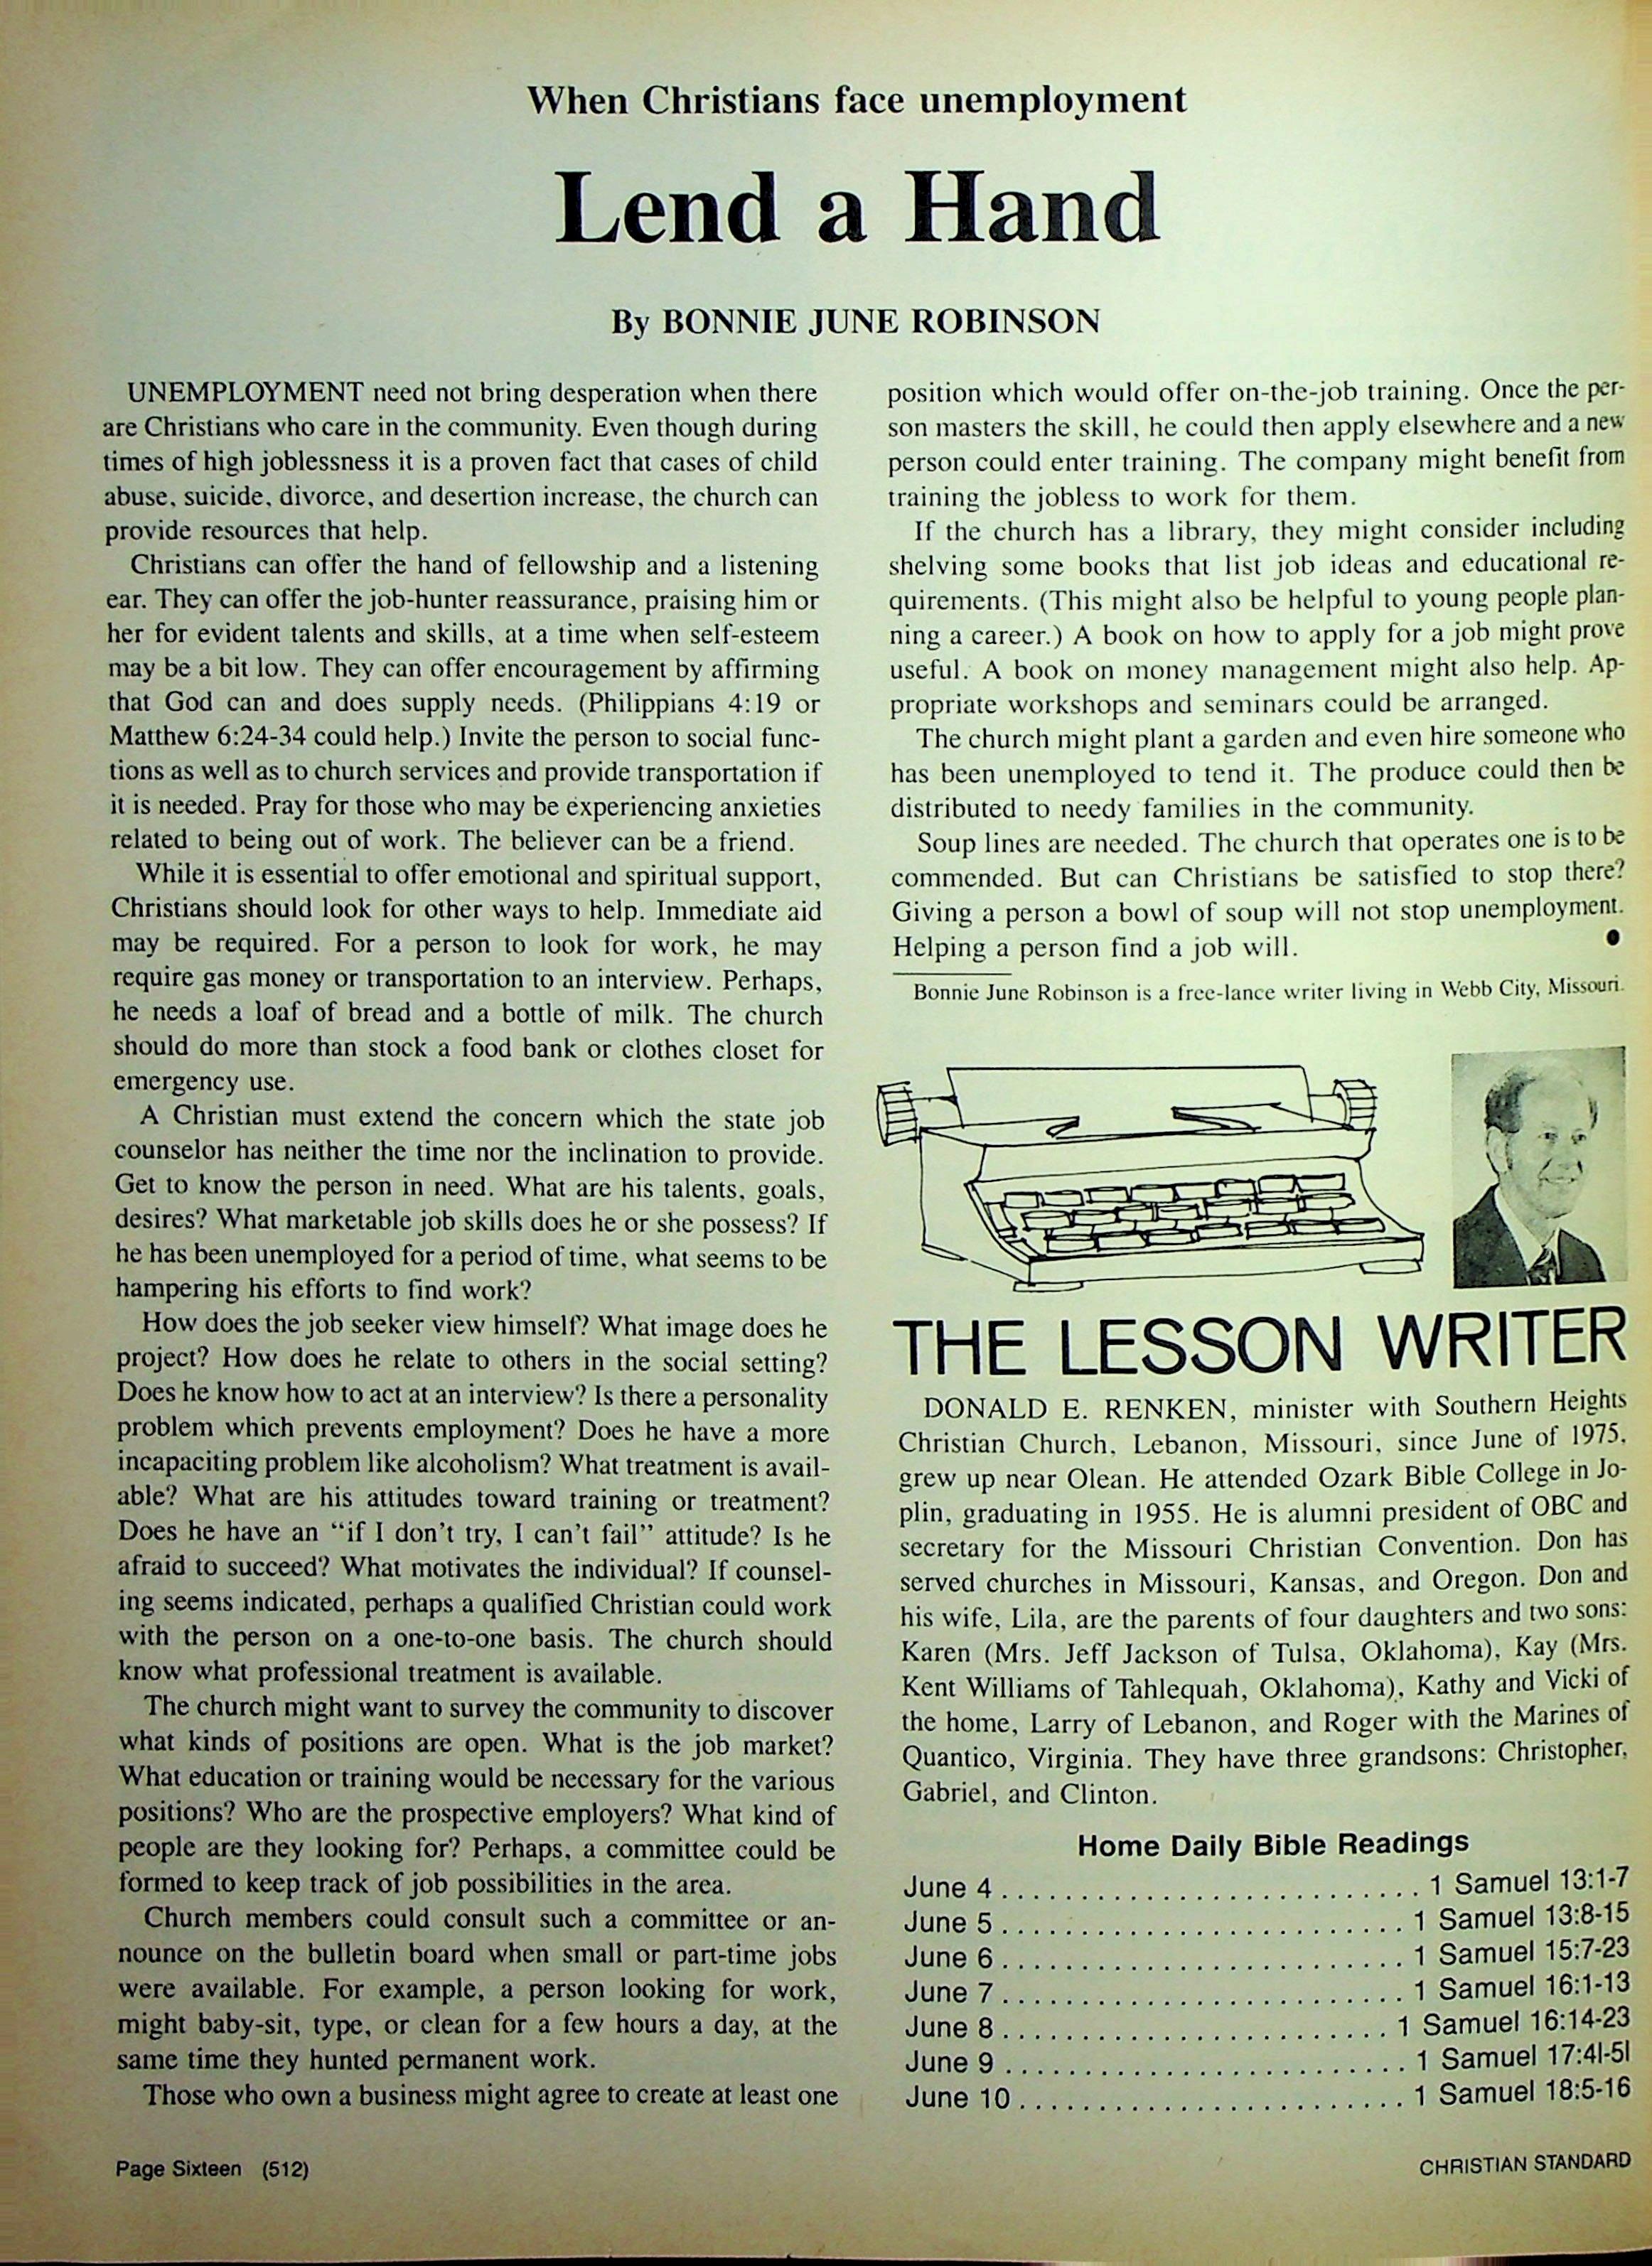 When Christians face unemployment
Lend a Hand
By BONNIE JUNE ROBINSON
UNEMPLOYMENT need not bring desperation when there
are Christians who care in the community. Even though during
times of high joblessness it is a proven fact that cases of child
abuse, suicide, divorce, and desertion increase, the church can
provide resources that help.
Christians can offer the hand of fellowship and a listening
ear. They can offer the job-hunter reassurance, praising him or
her for evident talents and skills, at a time when self-esteem
may be a bit low. They can offer encouragement by affirming
that God can and does supply needs. (Philippians 4:19 or
Matthew 6:24-34 could help.) Invite the person to social func-
tions as well as to church services and provide transportation if
it is needed. Pray for those who may be experiencing anxieties
related to being out of work. The believer can be a friend.
While it is essential to offer emotional and spiritual support,
Christians should look for other ways to help. Immediate aid
may be required. For a person to look for work, he may
require gas money or transportation to an interview. Perhaps,
he needs a loaf of bread and a bottle of milk. The church
should do more than stock a food bank or clothes closet for
emergency use.
A Christian must extend the concern which the state job
counselor has neither the time nor the inclination to provide.
Get to know the person in need. What are his talents, goals,
desires? What marketable job skills does he or she possess? If
he has been unemployed for a period of time, what seems to be
hampering his efforts to find work?
How does the job seeker view himself? What image does he
project? How does he relate to others in the social setting?
Does he know how to act at an interview? Is there a personality
problem which prevents employment? Does he have a more
incapaciting problem like alcoholism? What treatment is avail-
able? What are his attitudes toward training or treatment?
Does he have an “if I don't try, I can't fail” attitude? Is he
afraid to succeed? What motivates the individual? If counsel-
ing seems indicated, perhaps a qualified Christian could work
with the person on a one-to-one basis. The church should
know what professional treatment is available.
The church might want to survey the community to discover
what kinds of positions are open. What is the job market?
What education or training would be necessary for the various
positions? Who are the prospective employers? What kind of
people are they looking for? Perhaps, a committee could be
formed to keep track of job possibilities in the area.
Church members could consult such a committee or an-
nounce on the bulletin board when small or part-time jobs
were available. For example, a person looking for work,
might baby-sit, type, or clean for a few hours a day, at the
same time they hunted permanent work.
Those who own a business might agree to create at least one
position which would offer on-the-job training. Once the per-
son masters the skill, he could then apply elsewhere and a new
person could enter training. The company might benefit from
training the jobless to work for them.
If the church has a library, they might consider including
shelving some books that list job ideas and educational re-
quirements. (This might also be helpful to young people plan-
ning a career.) A book on how to apply for a job might prove
useful. A book on money management might also help. Ap-
propriate workshops and seminars could be arranged.
The church might plant a garden and even hire someone who
has been unemployed to tend it. The produce could then be
distributed to needy families in the community.
Soup lines are needed. The church that operates one is to be
commended. But can Christians be satisfied to stop there?
Giving a person a bowl of soup will not stop unemployment.
Helping a person find a job will. ●
Bonnie June Robinson is a free-lance writer living in Webb City, Missouri.
THE LESSON WRITER
DONALD E. RENKEN, minister with Southern Heights
Christian Church, Lebanon, Missouri, since June of 1975,
grew up near Olean. He attended Ozark Bible College in Jo-
plin, graduating in 1955. He is alumni president of OBC and
secretary for the Missouri Christian Convention. Don has
served churches in Missouri, Kansas, and Oregon. Don and
his wife, Lila, are the parents of four daughters and two sons:
Karen (Mrs. Jeff Jackson of Tulsa, Oklahoma), Kay (Mrs.
Kent Williams of Tahlequah, Oklahoma), Kathy and Vicki of
the home, Larry of Lebanon, and Roger with the Marines of
Quantico, Virginia. They have three grandsons: Christopher,
Gabriel, and Clinton.
Home Daily Bible Readings
June 4 . . . . . . . . . . 1 Samuel 13:1-7
June 5 . . . . . . . . . . 1 Samuel 13:8-15
June 6 . . . . . . . . . . 1 Samuel 15:7-23
June 7 . . . . . . . . . . 1 Samuel 16:1-13
June 8 . . . . . . . . . . 1 Samuel 16:14-23
June 9 . . . . . . . . . . 1 Samuel 17:4l-5l
June 10 . . . . . . . . . . 1 Samuel 18:5-16
Page Sixteen (512)
CHRISTIAN STANDARD